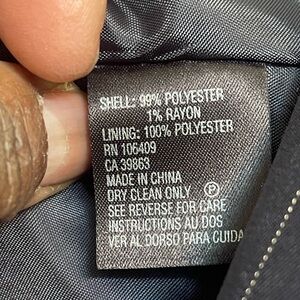 SHELL: 99% POLYESTER
1% RAYON
LINING: 100% POLYESTER
RN 106409
CA 39863
MADE IN CHINA
DRY CLEAN ONLY Ⓟ
SEE REVERSE FOR CARE
INSTRUCTIONS AU DOS
VER AL DORSO PARA CUIDA